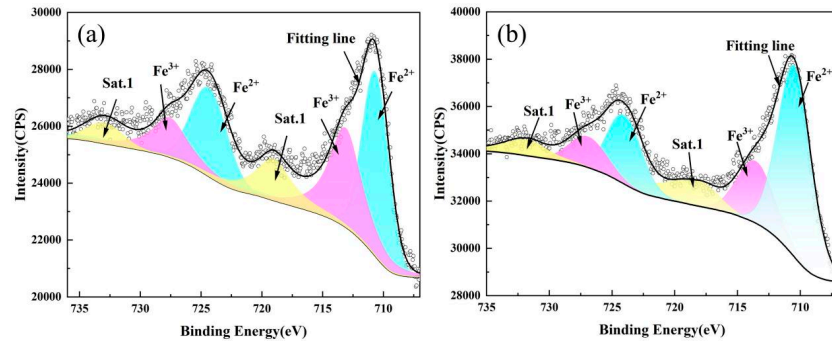 (a)
Fitting line
Fe2+
Sat.1
Fe3+
Fe2+
Sat.1
Fe3+
30000
28000
26000
24000
22000
20000
Intensity(CPS)
735
730
725
720
715
710
Binding Energy(eV)
(b)
Fitting line
Fe2+
Sat.1
Fe3+
Fe2+
Sat.1
Fe3+
40000
38000
36000
34000
32000
30000
28000
Intensity(CPS)
735
730
725
720
715
710
Binding Energy(eV)